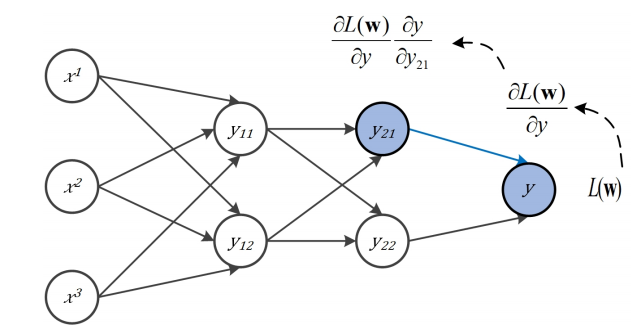 ∂L(w)/∂y ∂y/∂y₂₁
∂L(w)/∂y
L(w)
x¹
x²
x³
y₁₁
y₁₂
y₂₁
y₂₂
y